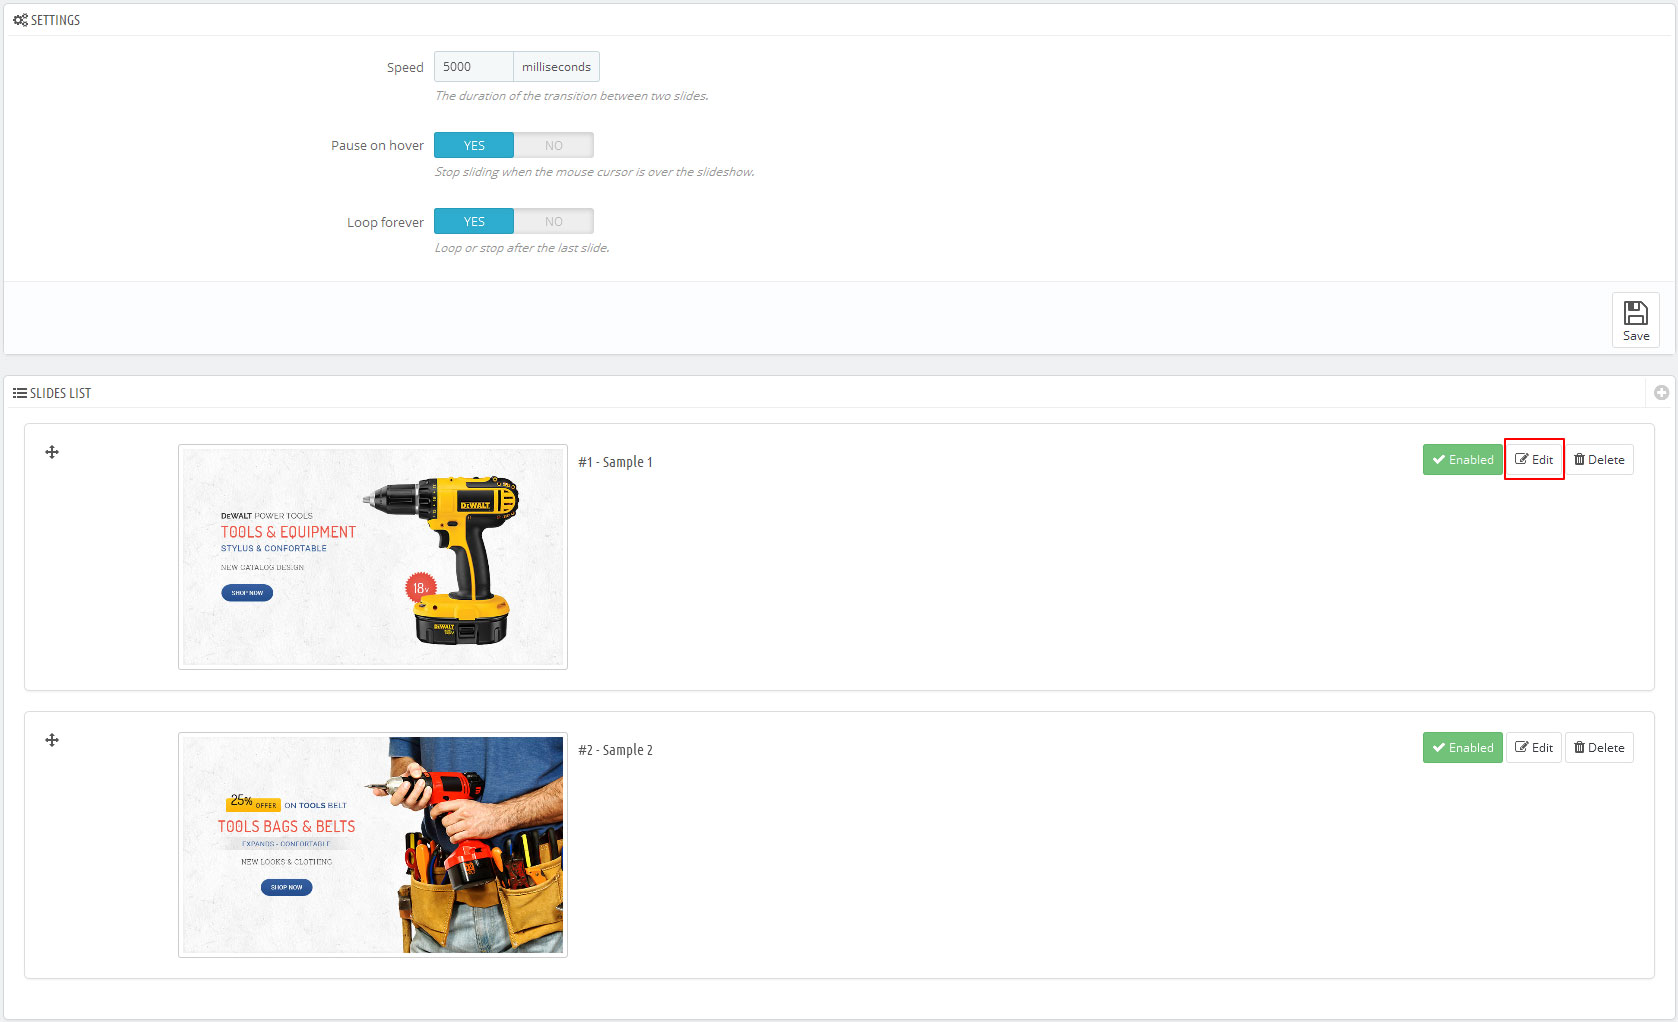 SETTINGS
Speed 5000 milliseconds
The duration of the transition between two slides.
Pause on hover YES NO
Stop sliding when the mouse cursor is over the slideshow.
Loop forever YES NO
Loop or stop after the last slide.
Save
SLIDES LIST
#1 - Sample 1
Enabled Edit Delete
DEWALT POWER TOOLS
TOOLS & EQUIPMENT
STYLUS & CONFORTABLE
NEW CATALOG DESIGN
SHOP NOW
DEWALT
18v
DEWALT
#2 - Sample 2
Enabled Edit Delete
25% OFFER ON TOOLS BELT
TOOLS BAGS & BELTS
EXPANDS - CONFORTABLE
NEW LOOKS & CLOTHING
SHOP NOW